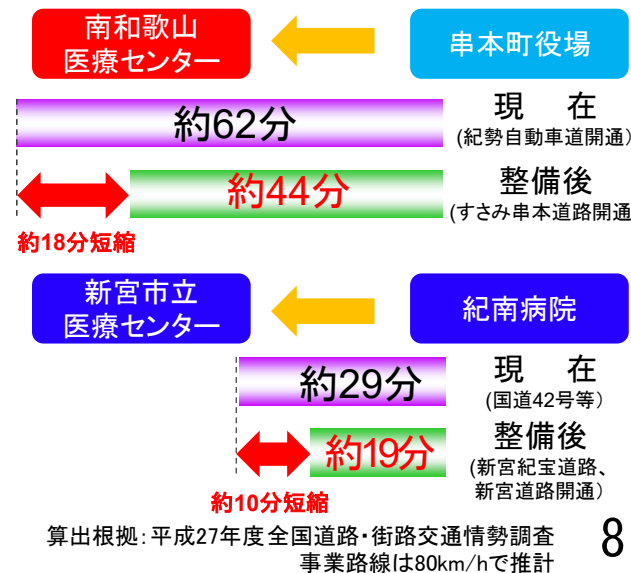 南和歌山
医療センター
串本町役場
約62分
現 在
(紀勢自動車道開通)
約44分
整備後
(すさみ串本道路開通
約18分短縮
新宮市立
医療センター
紀南病院
約29分
現 在
(国道42号等)
約19分
整備後
(新宮紀宝道路、
新宮道路開通)
約10分短縮
算出根拠:平成27年度全国道路・街路交通情勢調査
事業路線は80km/hで推計
8